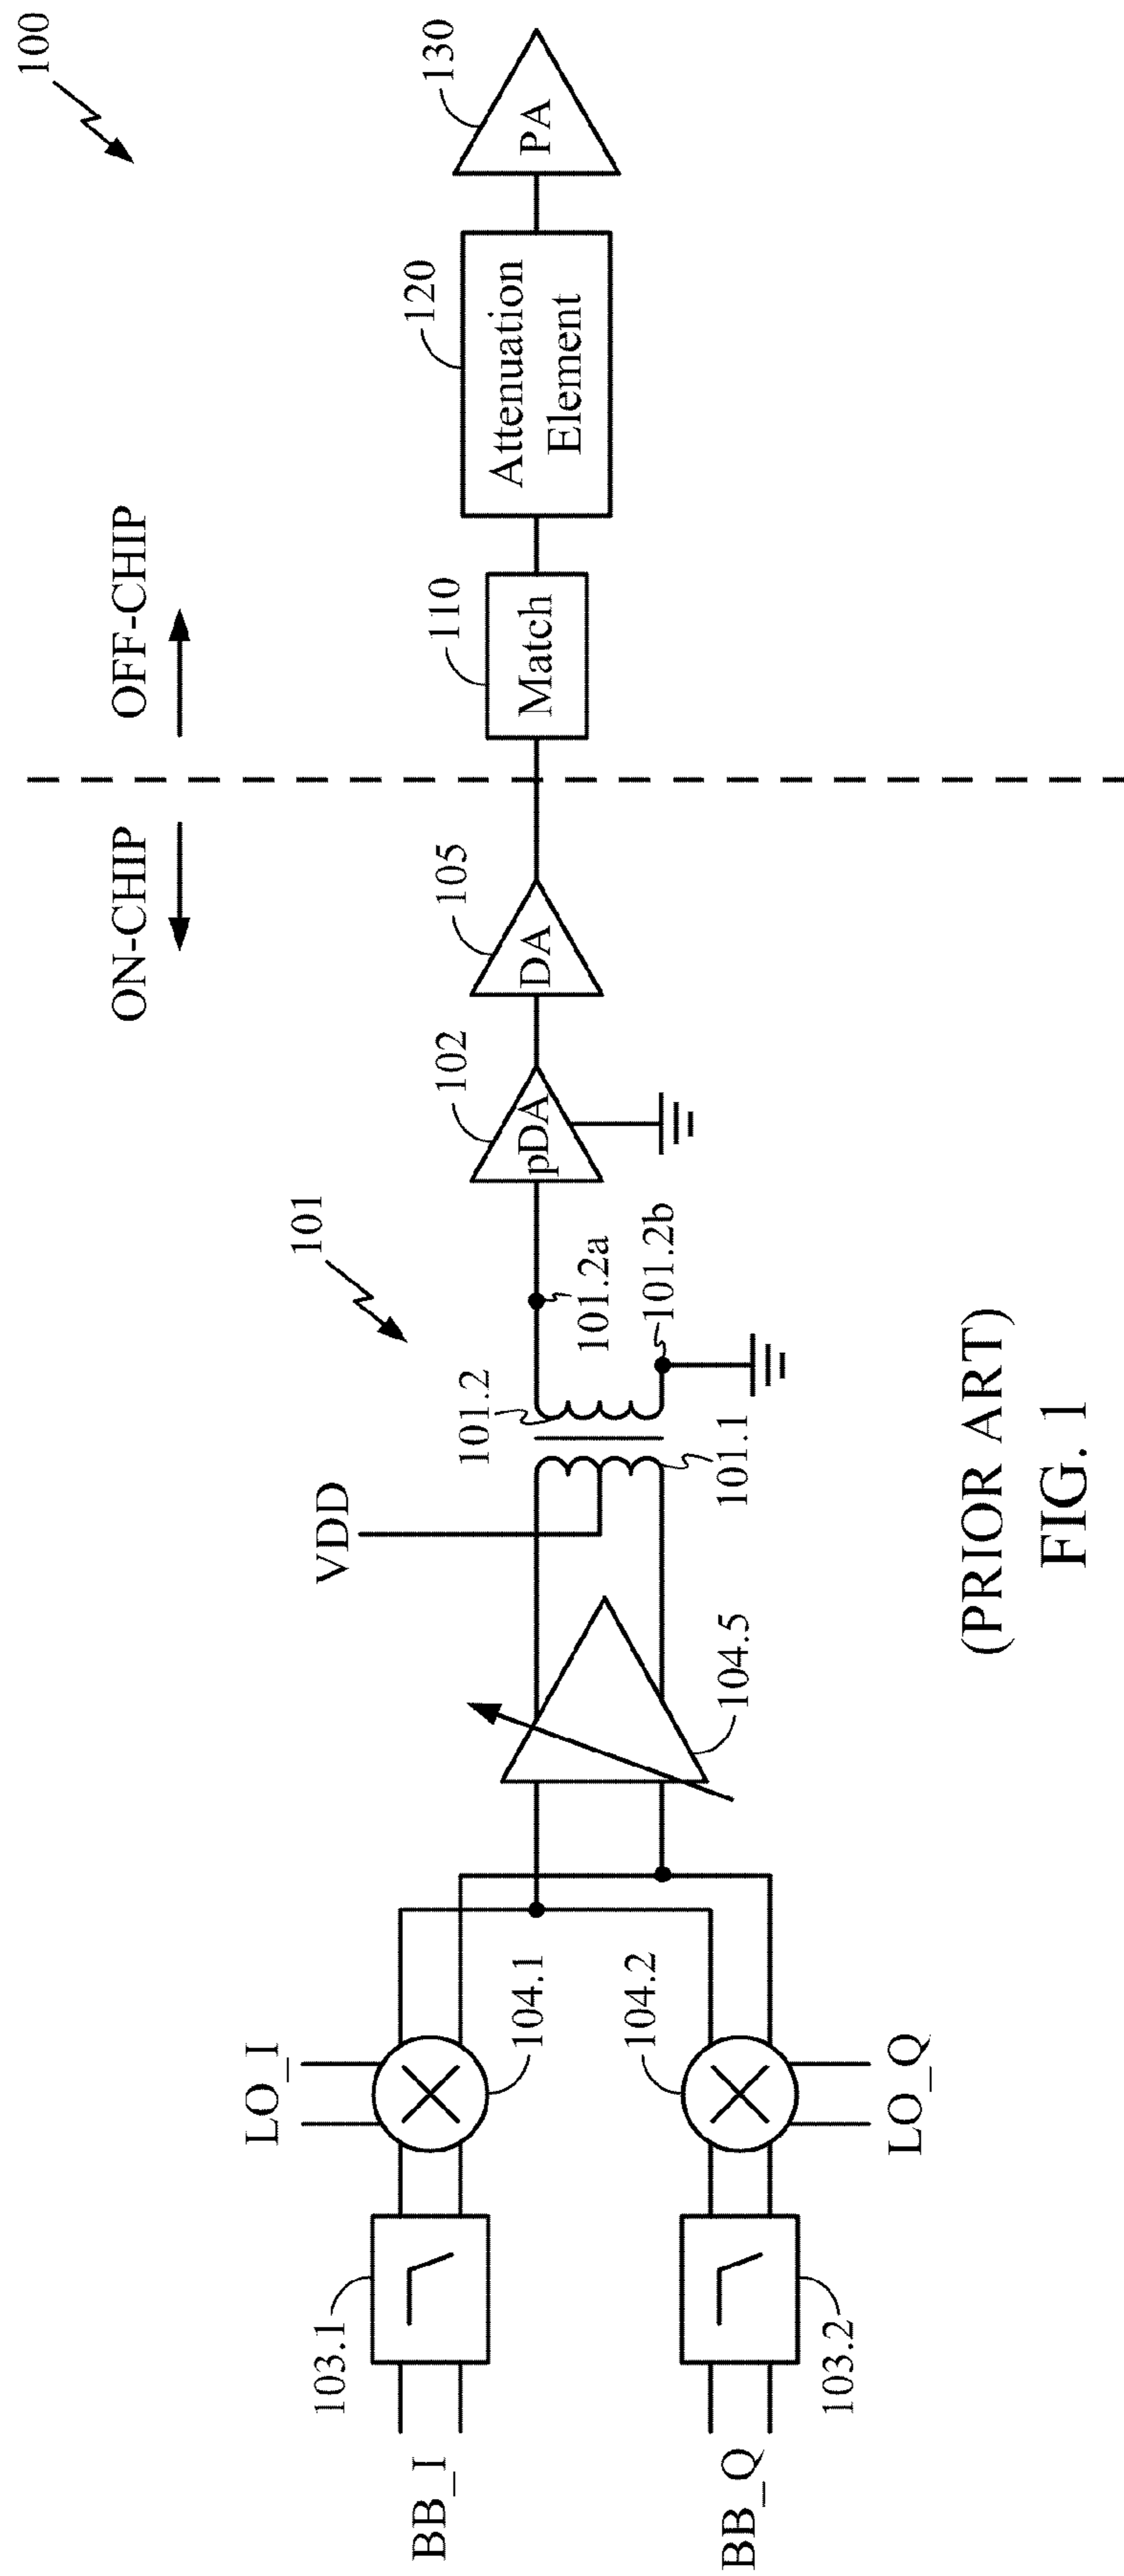 100
ON-CHIP
OFF-CHIP
101
VDD
LO_I
103.1
BB_I
104.1
101.2
102
pDA
105
DA
110
Match
120
Attenuation
Element
130
PA
101.2a
101.2b
101.1
104.5
104.2
BB_Q
103.2
LO_Q
(PRIOR ART)
FIG. 1